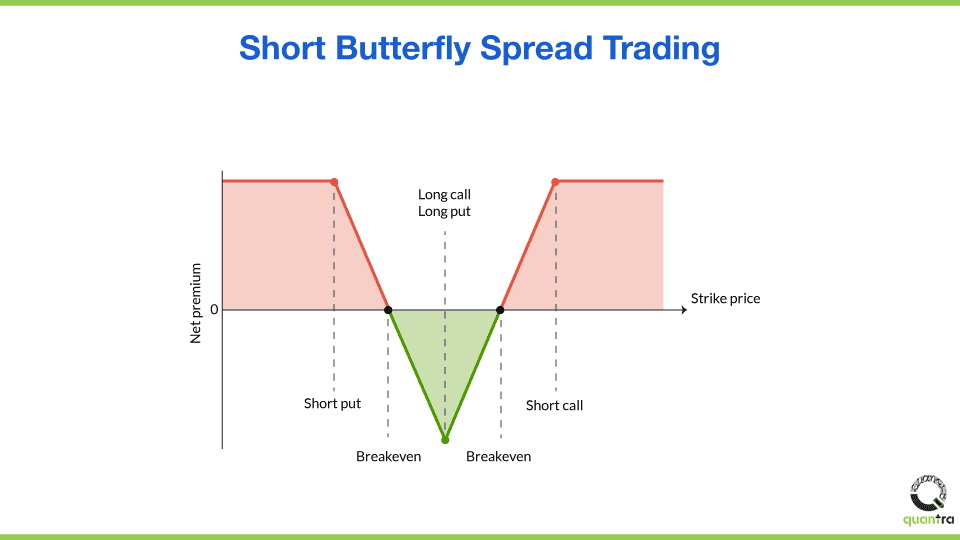 Short Butterfly Spread Trading
Long call
Long put
Net premium
0
Strike price
Short put
Short call
Breakeven
Breakeven
quantra